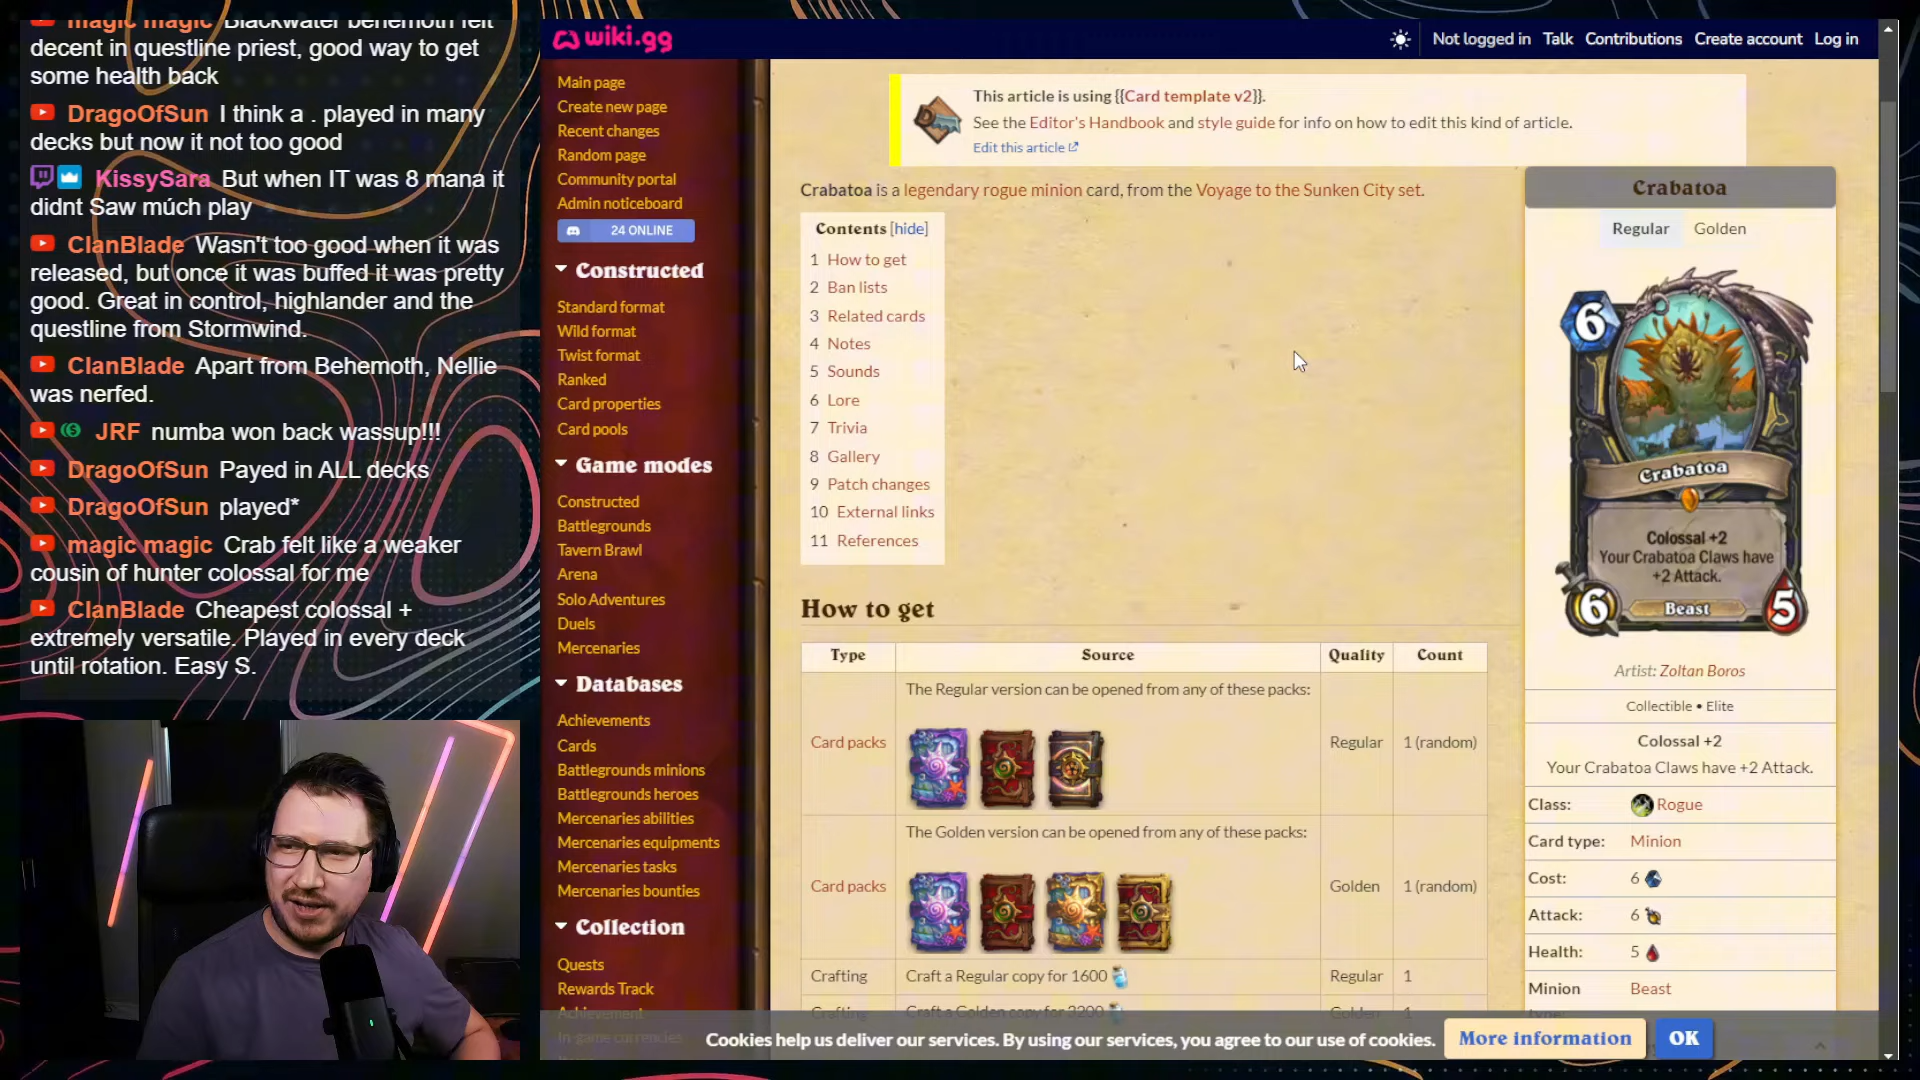 magic magic Blackwater behemoth felt
decent in questline priest, good way to get
some health back
DragoOfSun I think a . played in many
decks but now it not too good
KissySara But when IT was 8 mana it
didnt Saw múch play
ClanBlade Wasn't too good when it was
released, but once it was buffed it was pretty
good. Great in control, highlander and the
questline from Stormwind.
ClanBlade Apart from Behemoth, Nellie
was nerfed.
JRF numba won back wassup!!!
DragoOfSun Payed in ALL decks
DragoOfSun played*
magic magic Crab felt like a weaker
cousin of hunter colossal for me
ClanBlade Cheapest colossal +
extremely versatile. Played in every deck
until rotation. Easy S.
wiki.gg
Not logged in Talk Contributions Create account Log in
Main page
Create new page
Recent changes
Random page
Community portal
Admin noticeboard
24 ONLINE
Constructed
Standard format
Wild format
Twist format
Ranked
Card properties
Card pools
Game modes
Constructed
Battlegrounds
Tavern Brawl
Arena
Solo Adventures
Duels
Mercenaries
Databases
Achievements
Cards
Battlegrounds minions
Battlegrounds heroes
Mercenaries abilities
Mercenaries equipments
Mercenaries tasks
Mercenaries bounties
Collection
Quests
Rewards Track
Achievement
In-game currencies
This article is using {{Card template v2}}.
See the Editor's Handbook and style guide for info on how to edit this kind of article.
Edit this article
Crabatoa is a legendary rogue minion card, from the Voyage to the Sunken City set.
Contents [hide]
1 How to get
2 Ban lists
3 Related cards
4 Notes
5 Sounds
6 Lore
7 Trivia
8 Gallery
9 Patch changes
10 External links
11 References
How to get
Type Source Quality Count
The Regular version can be opened from any of these packs:
Card packs Regular 1 (random)
The Golden version can be opened from any of these packs:
Card packs Golden 1 (random)
Crafting Craft a Regular copy for 1600 Regular 1
Crafting Craft a Golden copy for 3200 Golden 1
Crabatoa
Regular Golden
6
Crabatoa
Colossal +2
Your Crabatoa Claws have
+2 Attack.
6 Beast 5
Artist: Zoltan Boros
Collectible • Elite
Colossal +2
Your Crabatoa Claws have +2 Attack.
Class: Rogue
Card type: Minion
Cost: 6
Attack: 6
Health: 5
Minion Beast
type:
Cookies help us deliver our services. By using our services, you agree to our use of cookies. More information OK